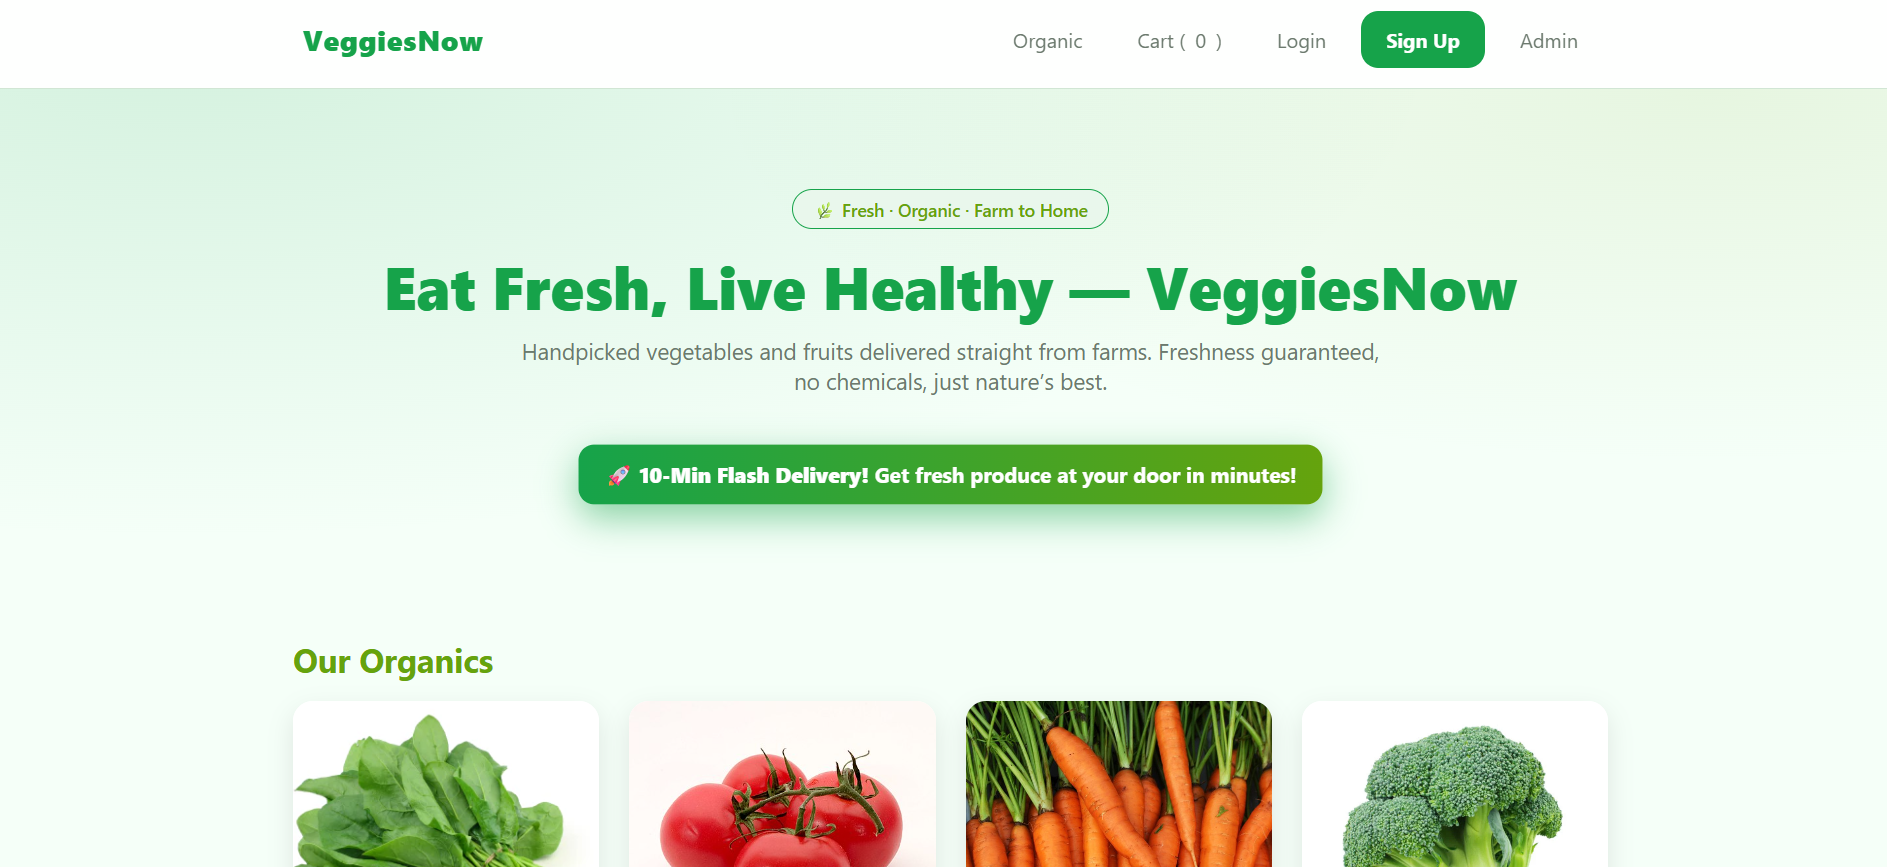 VeggiesNow
Organic
Cart ( 0 )
Login
Sign Up
Admin
🌿 Fresh · Organic · Farm to Home
Eat Fresh, Live Healthy — VeggiesNow
Handpicked vegetables and fruits delivered straight from farms. Freshness guaranteed,
no chemicals, just nature’s best.
🚀 10-Min Flash Delivery! Get fresh produce at your door in minutes!
Our Organics